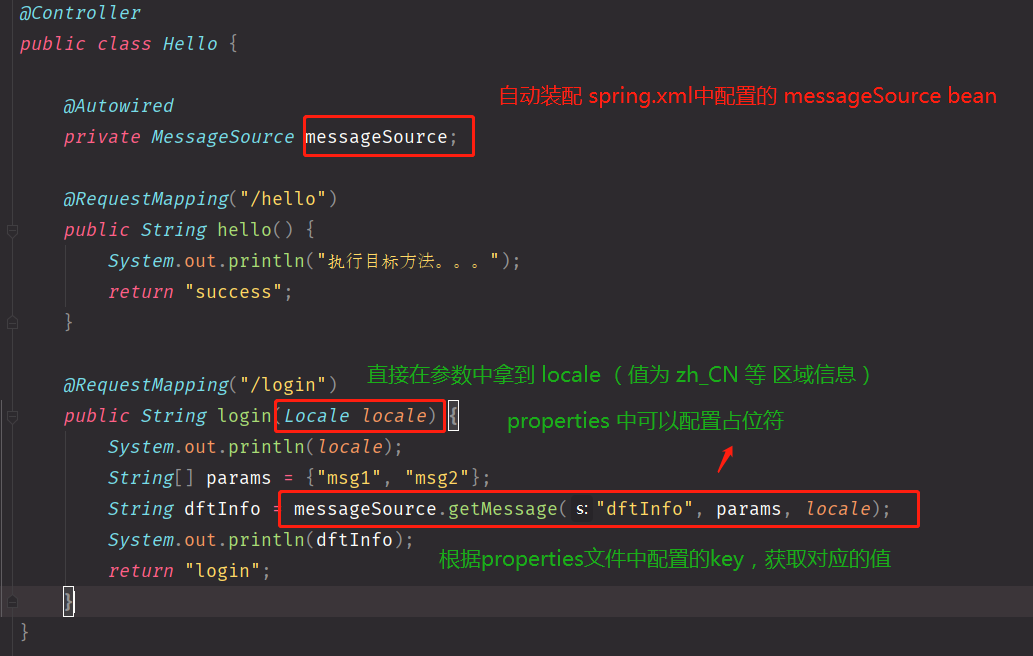 @Controller
public class Hello {
@Autowired
自动装配 spring.xml中配置的 messageSource bean
private MessageSource messageSource;
@RequestMapping("/hello")
public String hello() {
System.out.println("执行目标方法。。。");
return "success";
}
直接在参数中拿到 locale （ 值为 zh_CN 等 区域信息 ）
@RequestMapping("/login")
public String login(Locale locale) {
properties 中可以配置占位符
System.out.println(locale);
String[] params = {"msg1", "msg2"};
String dftInfo = messageSource.getMessage( s: "dftInfo", params, locale);
System.out.println(dftInfo);
根据properties文件中配置的key，获取对应的值
return "login";
}
}